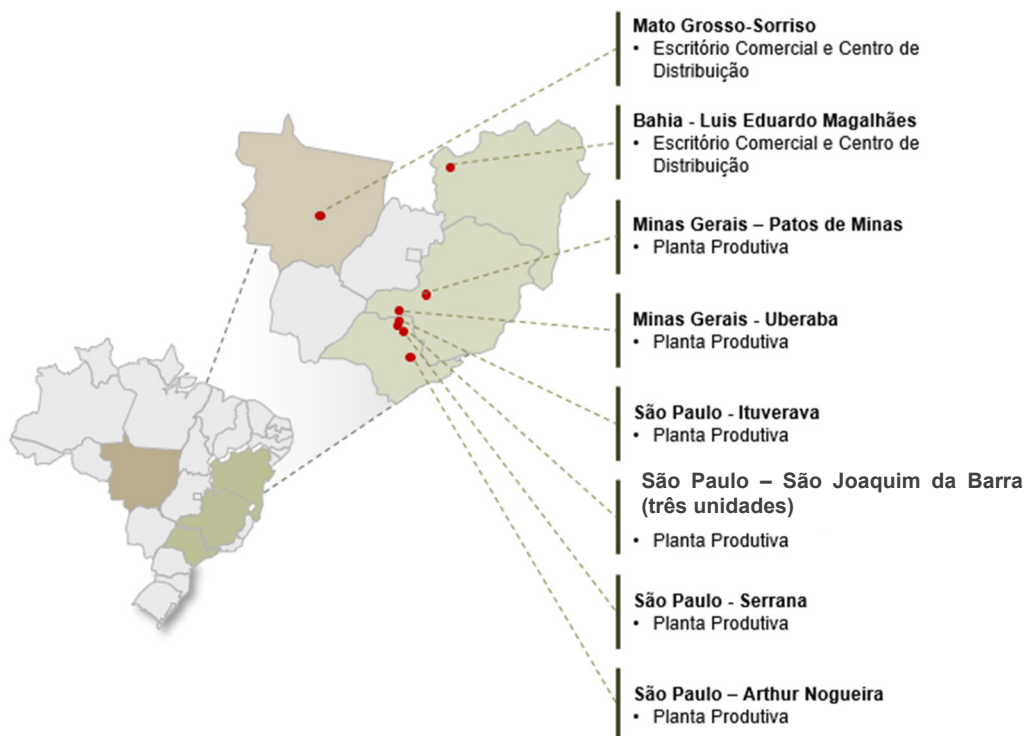 Mato Grosso-Sorriso
• Escritório Comercial e Centro de
Distribuição
Bahia - Luis Eduardo Magalhães
• Escritório Comercial e Centro de
Distribuição
Minas Gerais – Patos de Minas
• Planta Produtiva
Minas Gerais - Uberaba
• Planta Produtiva
São Paulo - Ituverava
• Planta Produtiva
São Paulo – São Joaquim da Barra
(três unidades)
• Planta Produtiva
São Paulo - Serrana
• Planta Produtiva
São Paulo – Arthur Nogueira
• Planta Produtiva